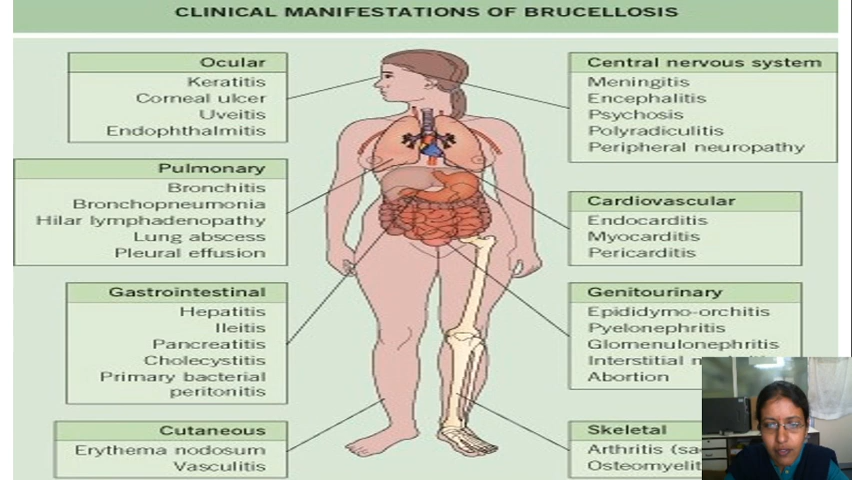 CLINICAL MANIFESTATIONS OF BRUCELLOSIS
Ocular
Keratitis
Corneal ulcer
Uveitis
Endophthalmitis
Pulmonary
Bronchitis
Bronchopneumonia
Hilar lymphadenopathy
Lung abscess
Pleural effusion
Gastrointestinal
Hepatitis
Ileitis
Pancreatitis
Cholecystitis
Primary bacterial
peritonitis
Cutaneous
Erythema nodosum
Vasculitis
Central nervous system
Meningitis
Encephalitis
Psychosis
Polyradiculitis
Peripheral neuropathy
Cardiovascular
Endocarditis
Myocarditis
Pericarditis
Genitourinary
Epididymo-orchitis
Pyelonephritis
Glomenulonephritis
Interstitial
Abortion
Skeletal
Arthritis